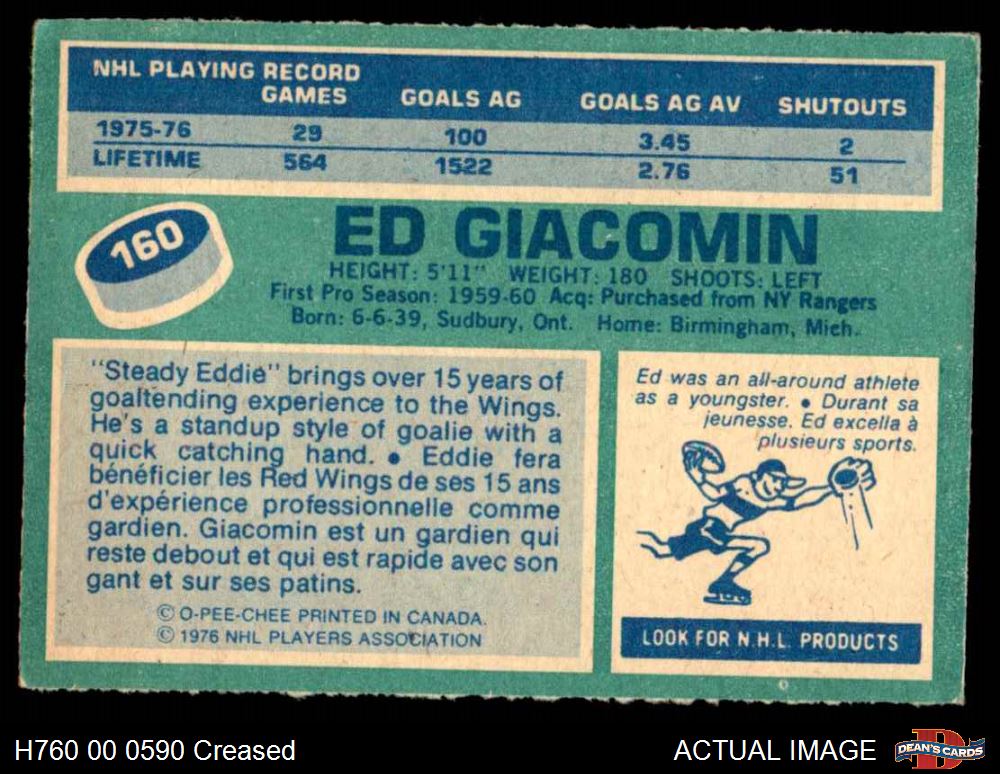 NHL PLAYING RECORD
GAMES GOALS AG GOALS AG AV SHUTOUTS
1975-76 29 100 3.45 2
LIFETIME 564 1522 2.76 51
160
ED GIACOMIN
HEIGHT: 5'11" WEIGHT: 180 SHOOTS: LEFT
First Pro Season: 1959-60 Acq: Purchased from NY Rangers
Born: 6-6-39, Sudbury, Ont. Home: Birmingham, Mich.
"Steady Eddie" brings over 15 years of
goaltending experience to the Wings.
He's a standup style of goalie with a
quick catching hand. ● Eddie fera
bénéficier les Red Wings de ses 15 ans
d'expérience professionnelle comme
gardien. Giacomin est un gardien qui
reste debout et qui est rapide avec son
gant et sur ses patins.
© O-PEE-CHEE PRINTED IN CANADA.
© 1976 NHL PLAYERS ASSOCIATION
Ed was an all-around athlete
as a youngster. ● Durant sa
jeunesse. Ed excella à
plusieurs sports.
LOOK FOR N.H.L. PRODUCTS
H760 00 0590 Creased
ACTUAL IMAGE
DEAN'S CARDS